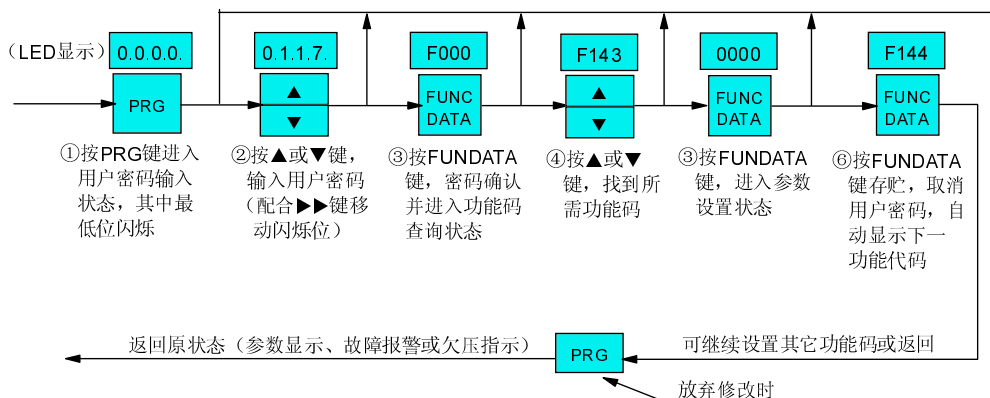 (LED显示)
0.0.0.0.
0.1.1.7.
F000
F143
0000
F144
PRG
▲
▼
FUNC
DATA
▲
▼
FUNC
DATA
FUNC
DATA
①按PRG键进入
用户密码输入
状态，其中最
低位闪烁
②按▲或▼键，
输入用户密码
（配合▶▶键移
动闪烁位）
③按FUNDATA
键，密码确认
并进入功能码
查询状态
④按▲或▼
键，找到所
需功能码
③按FUNDATA
键，进入参数
设置状态
⑥按FUNDATA
键存贮，取消
用户密码，自
动显示下一
功能代码
返回原状态（参数显示、故障报警或欠压指示）
PRG
可继续设置其它功能码或返回
放弃修改时